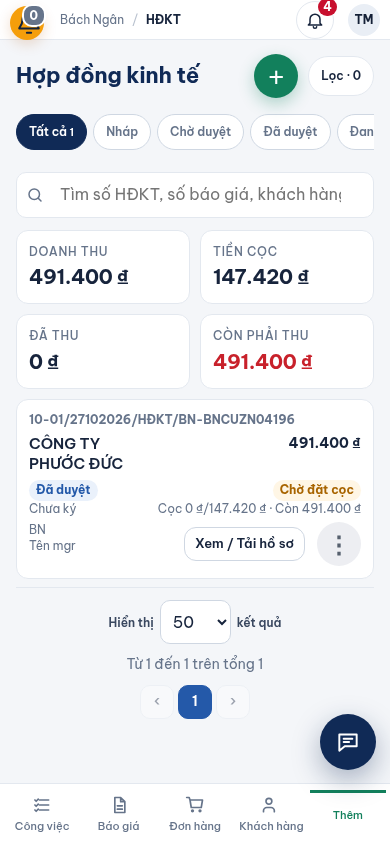 0
Bách Ngân / HĐKT
4
TM
Hợp đồng kinh tế
+
Lọc · 0
Tất cả 1
Nháp
Chờ duyệt
Đã duyệt
Đan
Tìm số HĐKT, số báo giá, khách hàng
DOANH THU
491.400 ₫
TIỀN CỌC
147.420 ₫
ĐÃ THU
0 ₫
CÒN PHẢI THU
491.400 ₫
10-01/27102026/HĐKT/BN-BNCUZN04196
CÔNG TY
PHƯỚC ĐỨC
491.400 ₫
Đã duyệt
Chờ đặt cọc
Chưa ký
Cọc 0 ₫/147.420 ₫ · Còn 491.400 ₫
BN
Tên mgr
Xem / Tải hồ sơ
Hiển thị 50 kết quả
Từ 1 đến 1 trên tổng 1
‹ 1 ›
Công việc
Báo giá
Đơn hàng
Khách hàng
Thêm